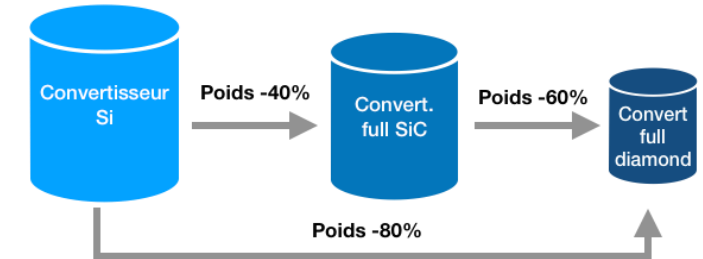 Convertisseur
Si
Poids -40%
Convert.
full SiC
Poids -60%
Convert
full
diamond
Poids -80%